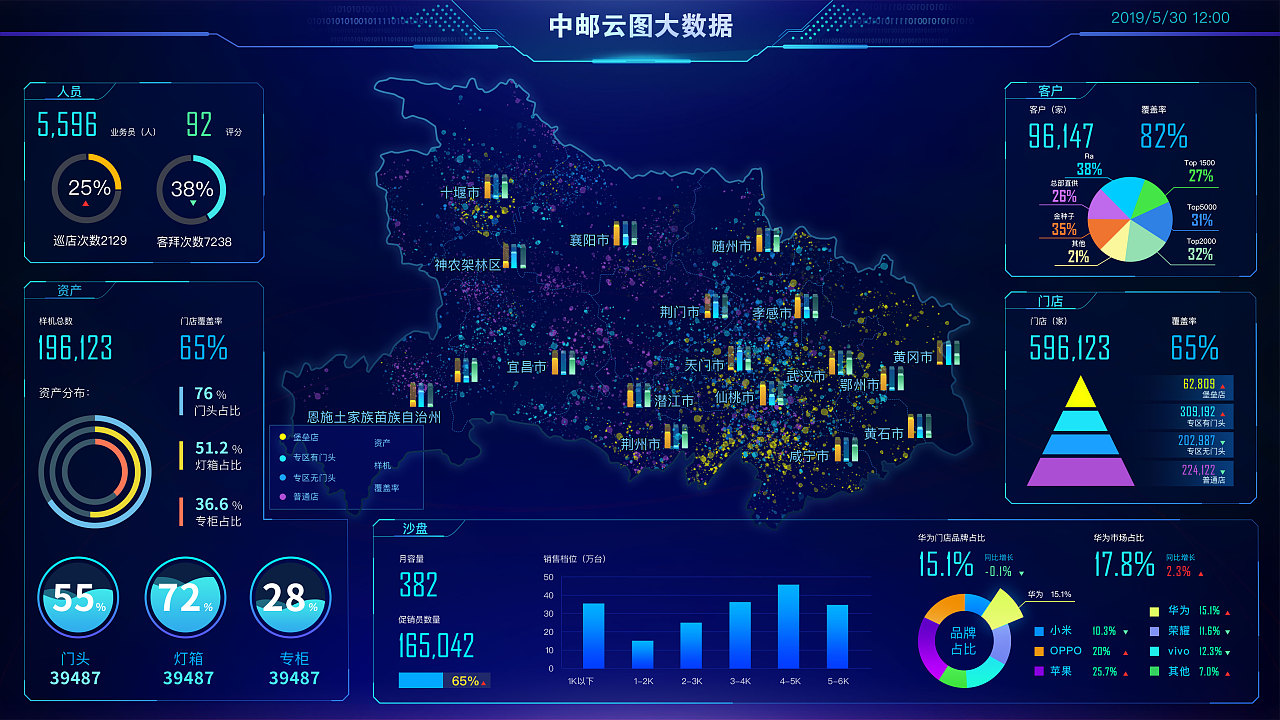 中邮云图大数据
2019/5/30 12:00
人员
5,596 业务员（人） 92 评分
25% 38%
巡店次数2129 客拜次数7238
资产
样机总数 门店覆盖率
196,123 65%
资产分布：
76 %
门头占比
51.2 %
灯箱占比
36.6 %
专柜占比
55% 72% 28%
门头 灯箱 专柜
39487 39487 39487
十堰市
襄阳市
随州市
神农架林区
荆门市
孝感市
宜昌市
天门市
武汉市
黄冈市
鄂州市
恩施土家族苗族自治州
潜江市
仙桃市
荆州市
咸宁市
黄石市
堡垒店 资产
专区有门头
样机
专区无门头
覆盖率
普通店
客户
客户（家） 覆盖率
96,147 82%
Ra
38%
Top 1500
27%
总部直供
26%
Top5000
31%
金种子
35%
Top2000
32%
其他
21%
门店
门店（家） 覆盖率
596,123 65%
62,809
堡垒店
309,192
专区有门头
202,987
专区无门头
224,122
普通店
沙盘
月容量
382
促销员数量
165,042
65%
销售档位（万台）
50
40
30
20
10
0
1K以下 1-2K 2-3K 3-4K 4-5K 5-6K
华为门店品牌占比
15.1% 同比增长
-0.1%
华为市场占比
17.8% 同比增长
2.3%
华为 15.1%
品牌
占比
小米 10.3%
OPPO 20%
苹果 25.7%
华为 15.1%
荣耀 11.6%
vivo 12.3%
其他 7.0%